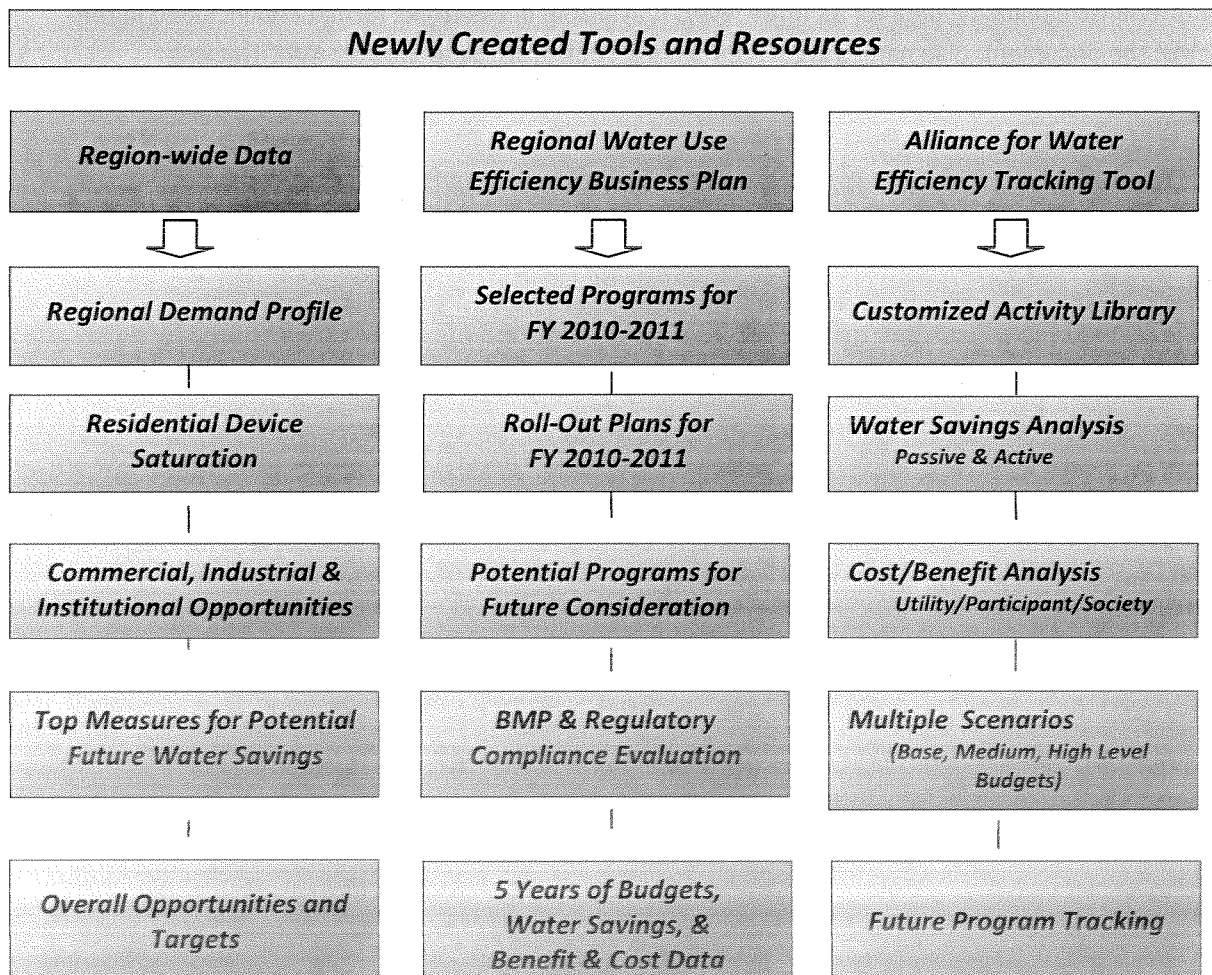 Newly Created Tools and Resources
Region-wide Data
Regional Demand Profile
Residential Device
Saturation
Commercial, Industrial &
Institutional Opportunities
Top Measures for Potential
Future Water Savings
Overall Opportunities and
Targets
Regional Water Use
Efficiency Business Plan
Selected Programs for
FY 2010-2011
Roll-Out Plans for
FY 2010-2011
Potential Programs for
Future Consideration
BMP & Regulatory
Compliance Evaluation
5 Years of Budgets,
Water Savings, &
Benefit & Cost Data
Alliance for Water
Efficiency Tracking Tool
Customized Activity Library
Water Savings Analysis
Passive & Active
Cost/Benefit Analysis
Utility/Participant/Society
Multiple Scenarios
(Base, Medium, High Level
Budgets)
Future Program Tracking